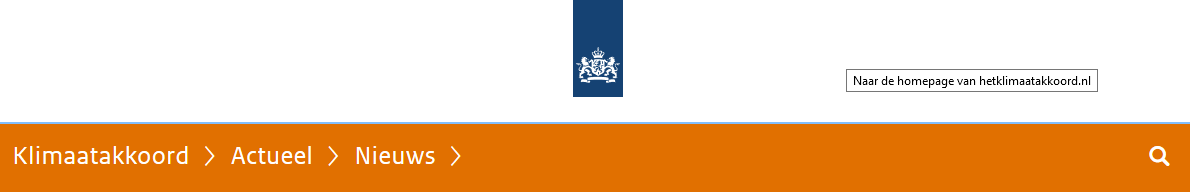 Naar de homepage van hetklimaatakkoord.nl
Klimaatakkoord > Actueel > Nieuws >